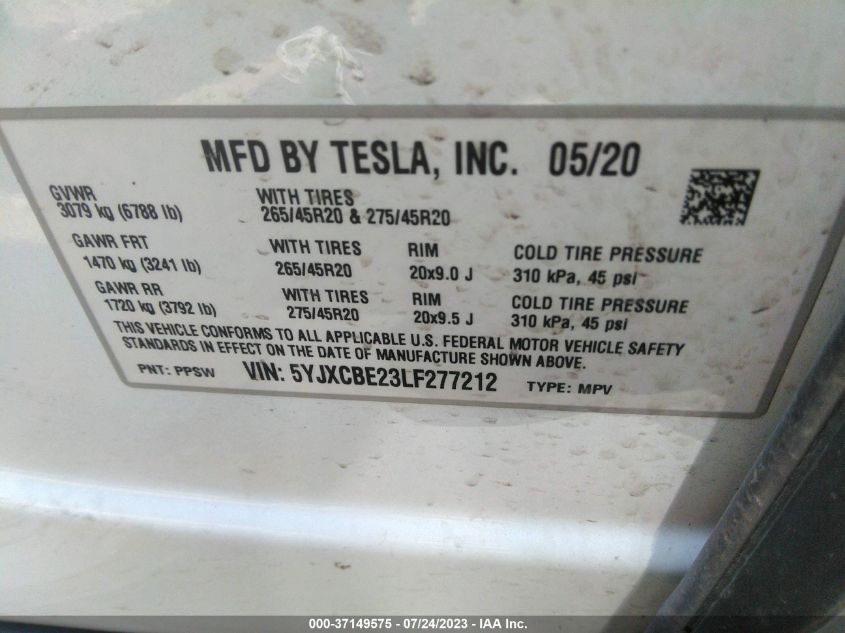 MFD BY TESLA, INC. 05/20
GVWR
3079 kg (6788 lb)
WITH TIRES
265/45R20 & 275/45R20
GAWR FRT
1470 kg (3241 lb)
WITH TIRES
265/45R20
RIM
20x9.0 J
COLD TIRE PRESSURE
310 kPa, 45 psi
GAWR RR
1720 kg (3792 lb)
WITH TIRES
275/45R20
RIM
20x9.5 J
COLD TIRE PRESSURE
310 kPa, 45 psi
THIS VEHICLE CONFORMS TO ALL APPLICABLE U.S. FEDERAL MOTOR VEHICLE SAFETY
STANDARDS IN EFFECT ON THE DATE OF MANUFACTURE SHOWN ABOVE.
PNT: PPSW VIN: 5YJXCBE23LF277212 TYPE: MPV
000-37149575 - 07/24/2023 - IAA Inc.